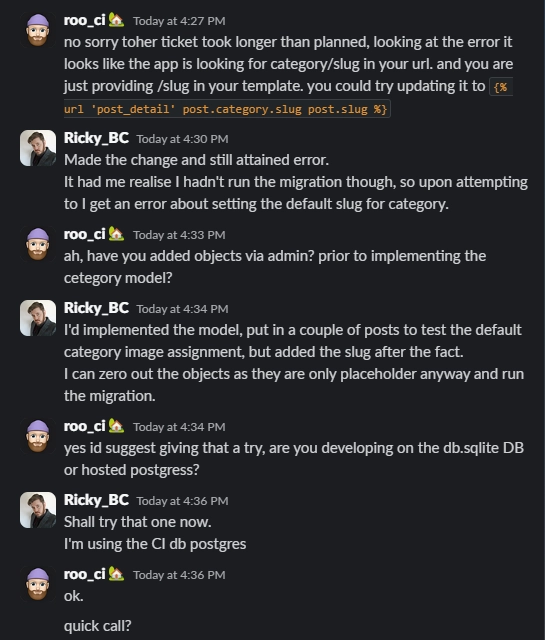 roo_ci Today at 4:27 PM
no sorry toher ticket took longer than planned, looking at the error it
looks like the app is looking for category/slug in your url. and you are
just providing /slug in your template. you could try updating it to {%
url 'post_detail' post.category.slug post.slug %}
Ricky_BC Today at 4:30 PM
Made the change and still attained error.
It had me realise I hadn't run the migration though, so upon attempting
to I get an error about setting the default slug for category.
roo_ci Today at 4:33 PM
ah, have you added objects via admin? prior to implementing the
cetegory model?
Ricky_BC Today at 4:34 PM
I'd implemented the model, put in a couple of posts to test the default
category image assignment, but added the slug after the fact.
I can zero out the objects as they are only placeholder anyway and run
the migration.
roo_ci Today at 4:34 PM
yes id suggest giving that a try, are you developing on the db.sqlite DB
or hosted postgress?
Ricky_BC Today at 4:36 PM
Shall try that one now.
I'm using the CI db postgres
roo_ci Today at 4:36 PM
ok.
quick call?